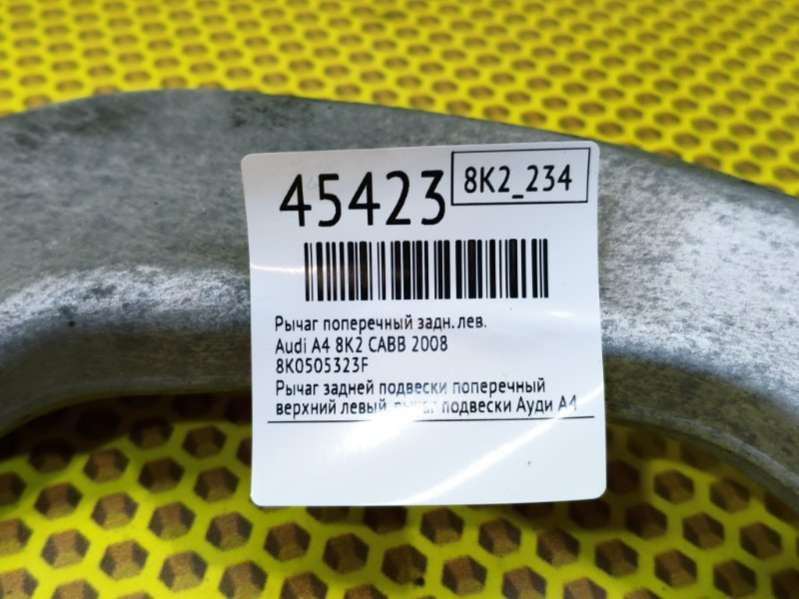 45423
8K2_234
Рычаг поперечный задн. лев.
Audi A4 8K2 CABB 2008
8K0505323F
Рычаг задней подвески поперечный
верхний левый, рычаг подвески Ауди А4